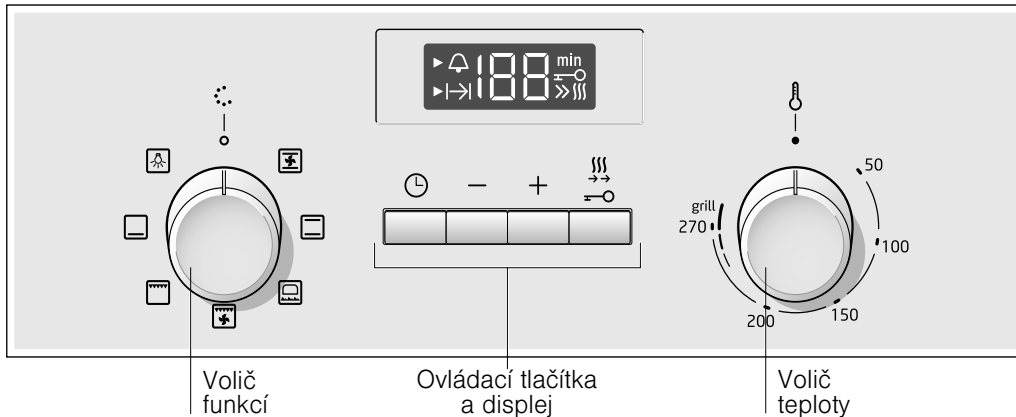 188 min
50
grill
270
100
200
150
Volič
funkcí
Ovládací tlačítka
a displej
Volič
teploty